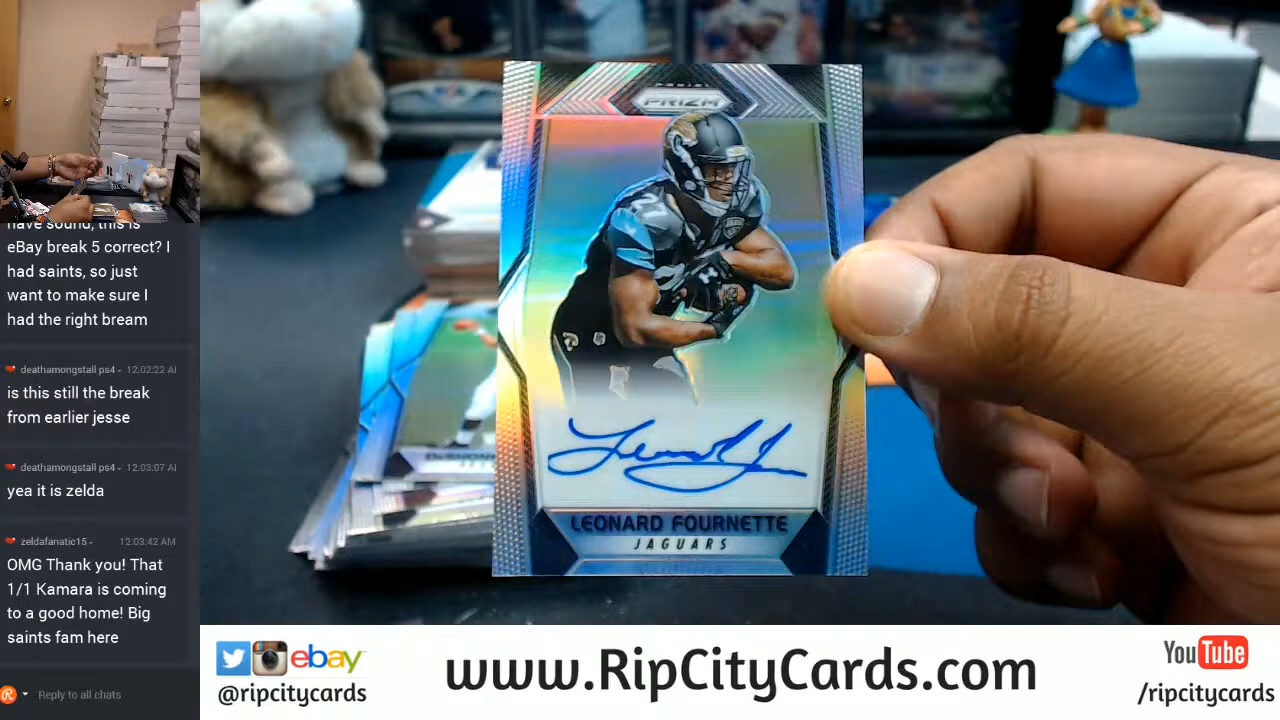 have sound, this is
eBay break 5 correct? I
had saints, so just
want to make sure I
had the right bream
deathamongstall ps4 - 12:02:22 AM
is this still the break
from earlier jesse
deathamongstall ps4 - 12:03:07 AM
yea it is zelda
zeldafanatic15 - 12:03:42 AM
OMG Thank you! That
1/1 Kamara is coming
to a good home! Big
saints fam here
Reply to all chats
PANINI
PRIZM
27
LEONARD FOURNETTE
JAGUARS
ebay
@ripcitycards
www.RipCityCards.com
YouTube
/ripcitycards